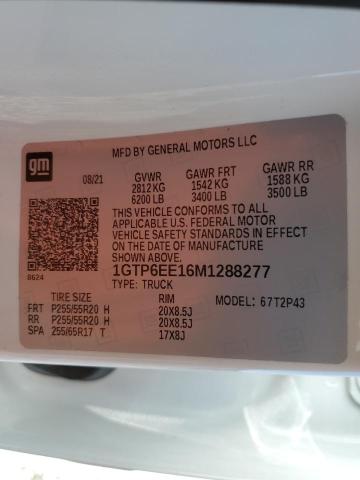 gm
MFD BY GENERAL MOTORS LLC
08/21 GVWR GAWR FRT GAWR RR
2812 KG 1542 KG 1588 KG
6200 LB 3400 LB 3500 LB
THIS VEHICLE CONFORMS TO ALL
APPLICABLE U.S. FEDERAL MOTOR
VEHICLE SAFETY STANDARDS IN EFFECT
ON THE DATE OF MANUFACTURE
SHOWN ABOVE.
8624
1GTP6EE16M1288277
TYPE: TRUCK
TIRE SIZE RIM MODEL: 67T2P43
FRT P255/55R20 H 20X8.5J
RR P255/55R20 H 20X8.5J
SPA 255/65R17 T 17X8J